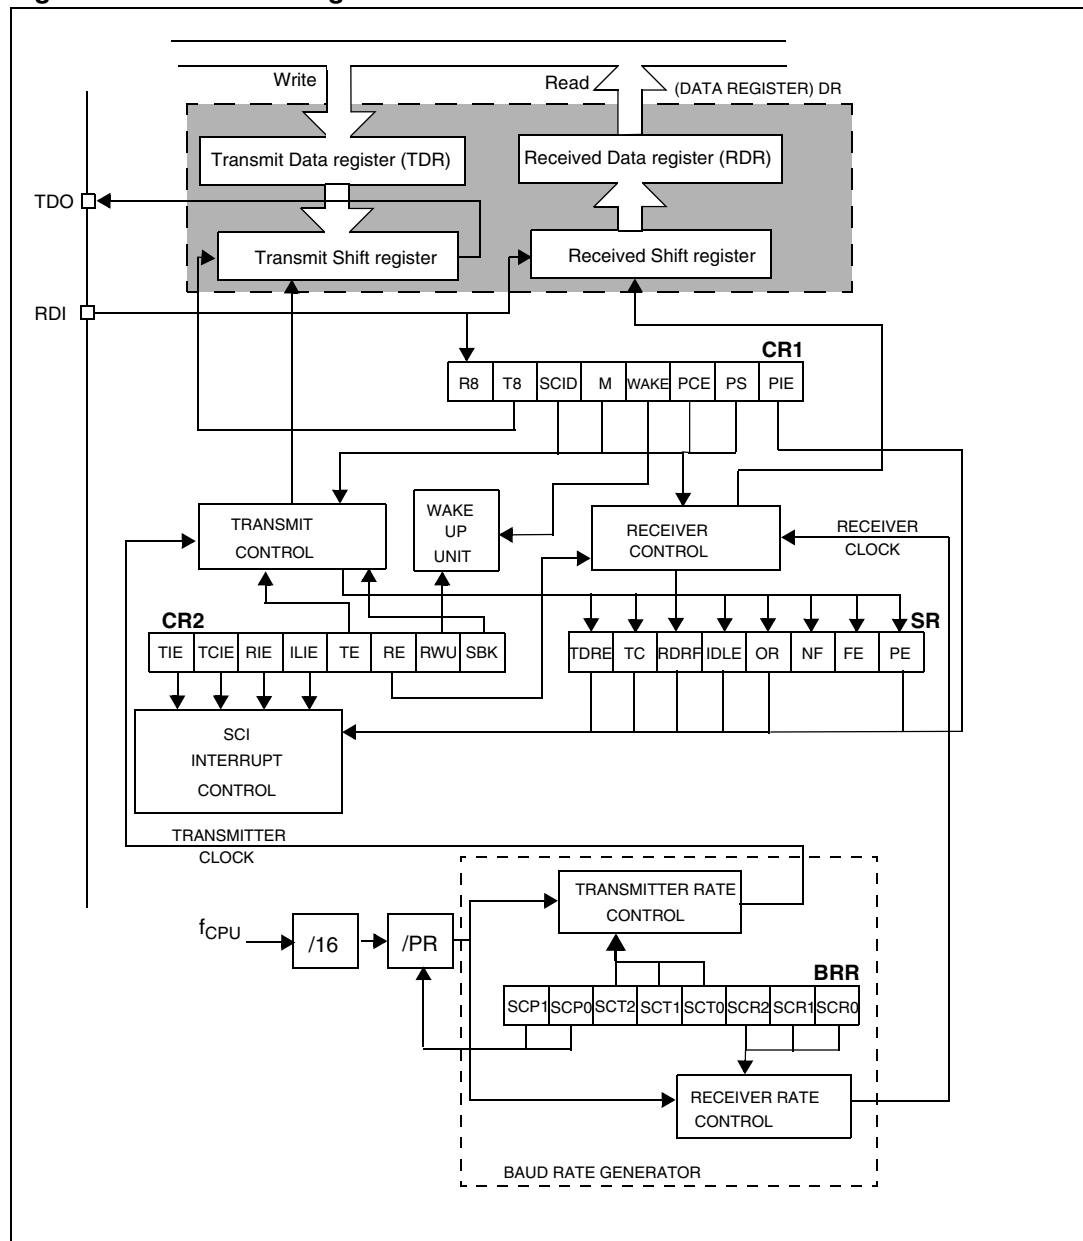 Write
Read
(DATA REGISTER) DR
Transmit Data register (TDR)
Received Data register (RDR)
TDO
Transmit Shift register
Received Shift register
RDI
CR1
R8 T8 SCID M WAKE PCE PS PIE
TRANSMIT
CONTROL
WAKE
UP
UNIT
RECEIVER
CONTROL
RECEIVER
CLOCK
CR2
TIE TCIE RIE ILIE TE RE RWU SBK
SR
TDRE TC RDRF IDLE OR NF FE PE
SCI
INTERRUPT
CONTROL
TRANSMITTER
CLOCK
TRANSMITTER RATE
CONTROL
fCPU
/16
/PR
BRR
SCP1 SCP0 SCT2 SCT1 SCT0 SCR2 SCR1 SCR0
RECEIVER RATE
CONTROL
BAUD RATE GENERATOR